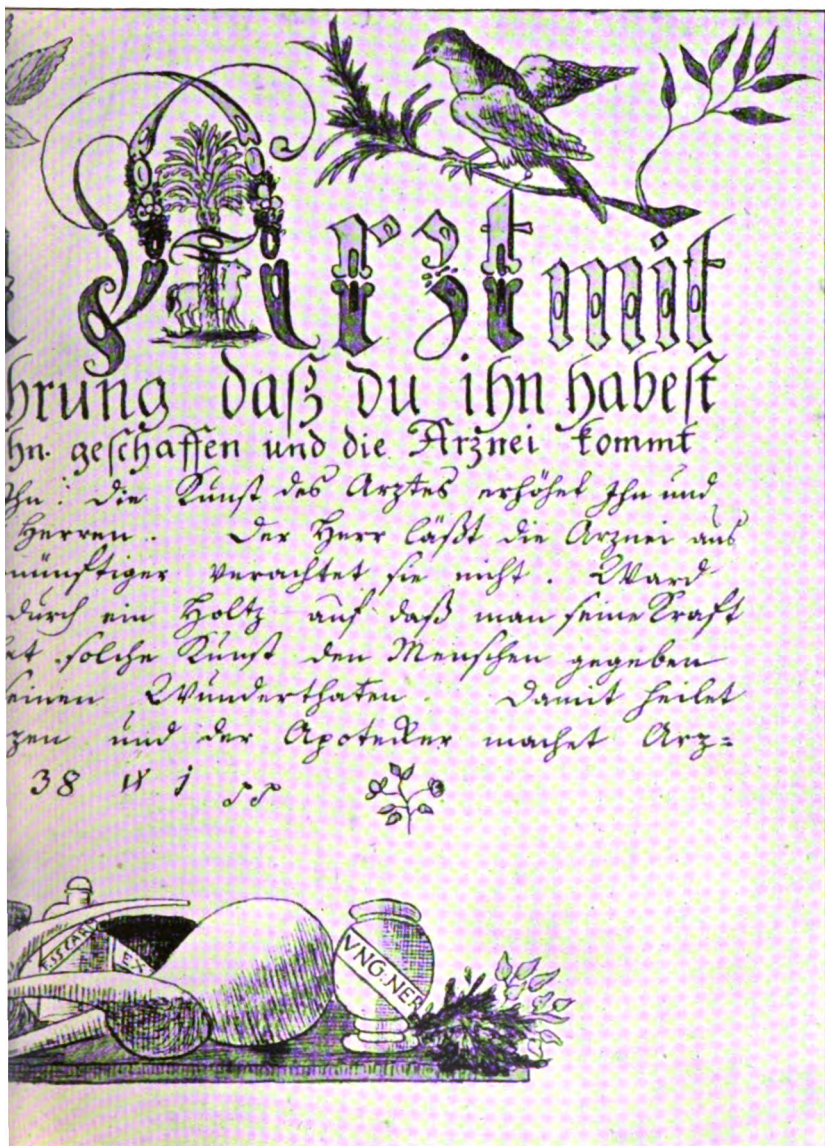 Arzt mit
hrung daß du ihn habest
hn. geschaffen und die Arznei kommt
Ihn: die Kunst des Arztes erhöhet Ihn und
Herren. Der Herr läßt die Arznei aus
nünftiger verachtet sie nicht. Ward
durch ein Holtz auf daß man seine Kraft
at solche Kunst den Menschen gegeben
einen Wunderthaten. Damit heilet
zen und der Apoteker machet Arz=
38
VNG.NER